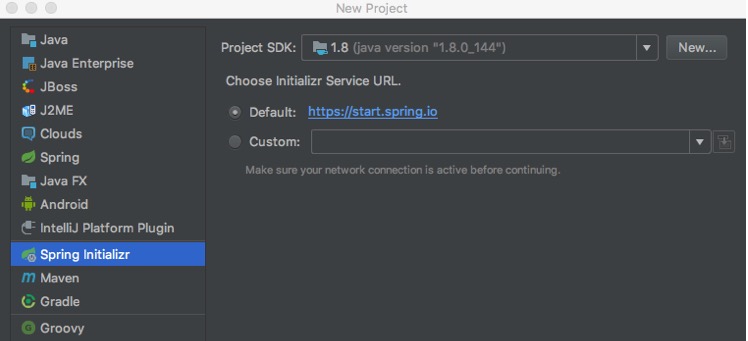 New Project
Java
Java Enterprise
JBoss
J2ME
Clouds
Spring
Java FX
Android
IntelliJ Platform Plugin
Spring Initializr
Maven
Gradle
Groovy
Project SDK: 1.8 (java version "1.8.0_144") New...
Choose Initializr Service URL.
Default: https://start.spring.io
Custom:
Make sure your network connection is active before continuing.